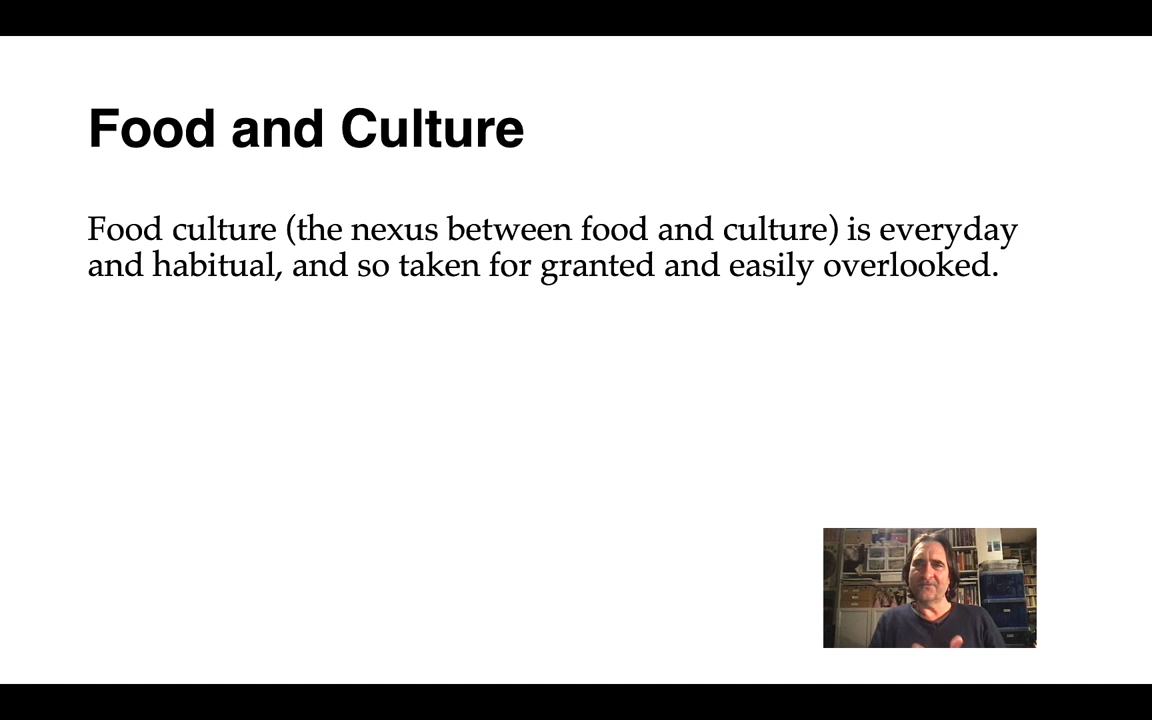 Food and Culture
Food culture (the nexus between food and culture) is everyday
and habitual, and so taken for granted and easily overlooked.